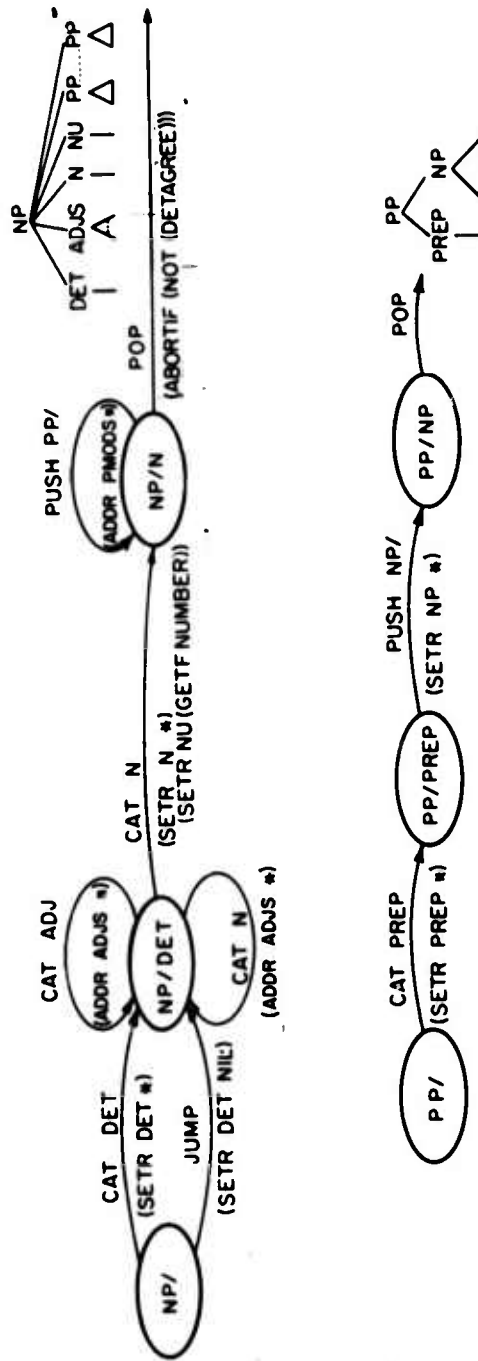 NP
DET ADJS N NU PP PP
PUSH PP/
(ADDR PMODS *)
NP/N
POP
(ABORTIF (NOT (DETAGREE)))
CAT N
(SETR N *)
(SETR NU (GETF NUMBER))
CAT ADJ
(ADDR ADJS *)
NP/DET
CAT N
(ADDR ADJS *)
CAT DET
(SETR DET *)
JUMP
(SETR DET NIL)
NP/
PP
PREP NP
POP
PP/NP
PUSH NP/
(SETR NP *)
PP/PREP
CAT PREP
(SETR PREP *)
PP/